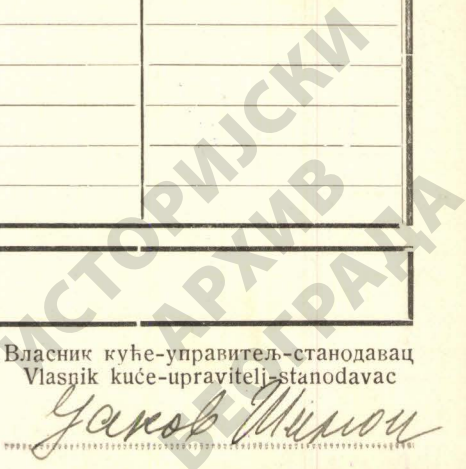 ИСТОРИЈСКИ
АРХИВ
БЕОГРАДА
Власник куће-управитељ-станодавац
Vlasnik kuće-upravitelj-stanodavac
Јаков